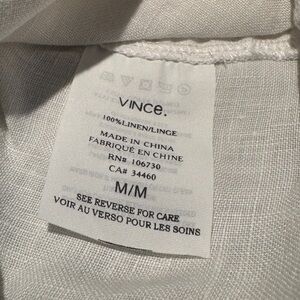 VINCE.
100%LINEN/LINGE
MADE IN CHINA
FABRIQUÉ EN CHINE
RN# 106730
CA# 34460
M/M
SEE REVERSE FOR CARE
VOIR AU VERSO POUR LES SOINS